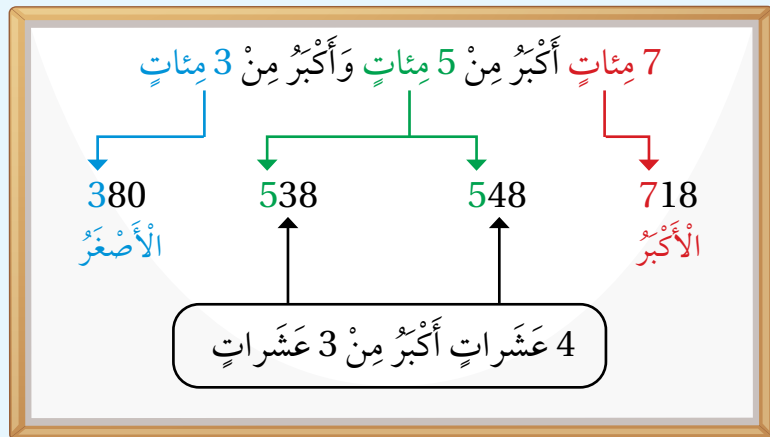 7 مِئاتٍ أَكْبَرُ مِنْ 5 مِئاتٍ وَأَكْبَرُ مِنْ 3 مِئاتٍ
718 548 538 380
الْأَكْبَرُ الْأَصْغَرُ
4 عَشَراتٍ أَكْبَرُ مِنْ 3 عَشَراتٍ